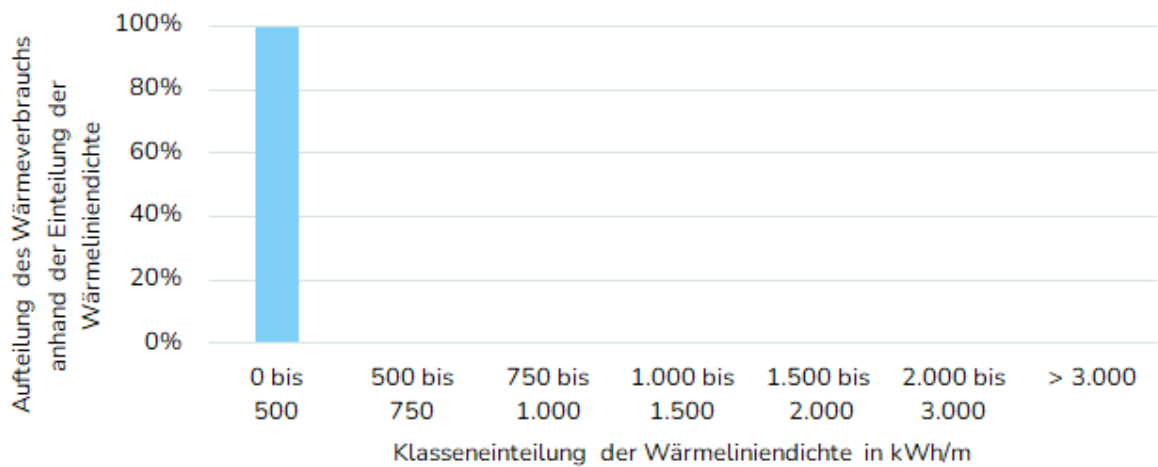 Aufteilung des Wärmeverbrauchs
anhand der Einteilung der
Wärmeliniendichte
100%
80%
60%
40%
20%
0%
0 bis
500
500 bis
750
750 bis
1.000
1.000 bis
1.500
1.500 bis
2.000
2.000 bis
3.000
> 3.000
Klasseneinteilung der Wärmeliniendichte in kWh/m